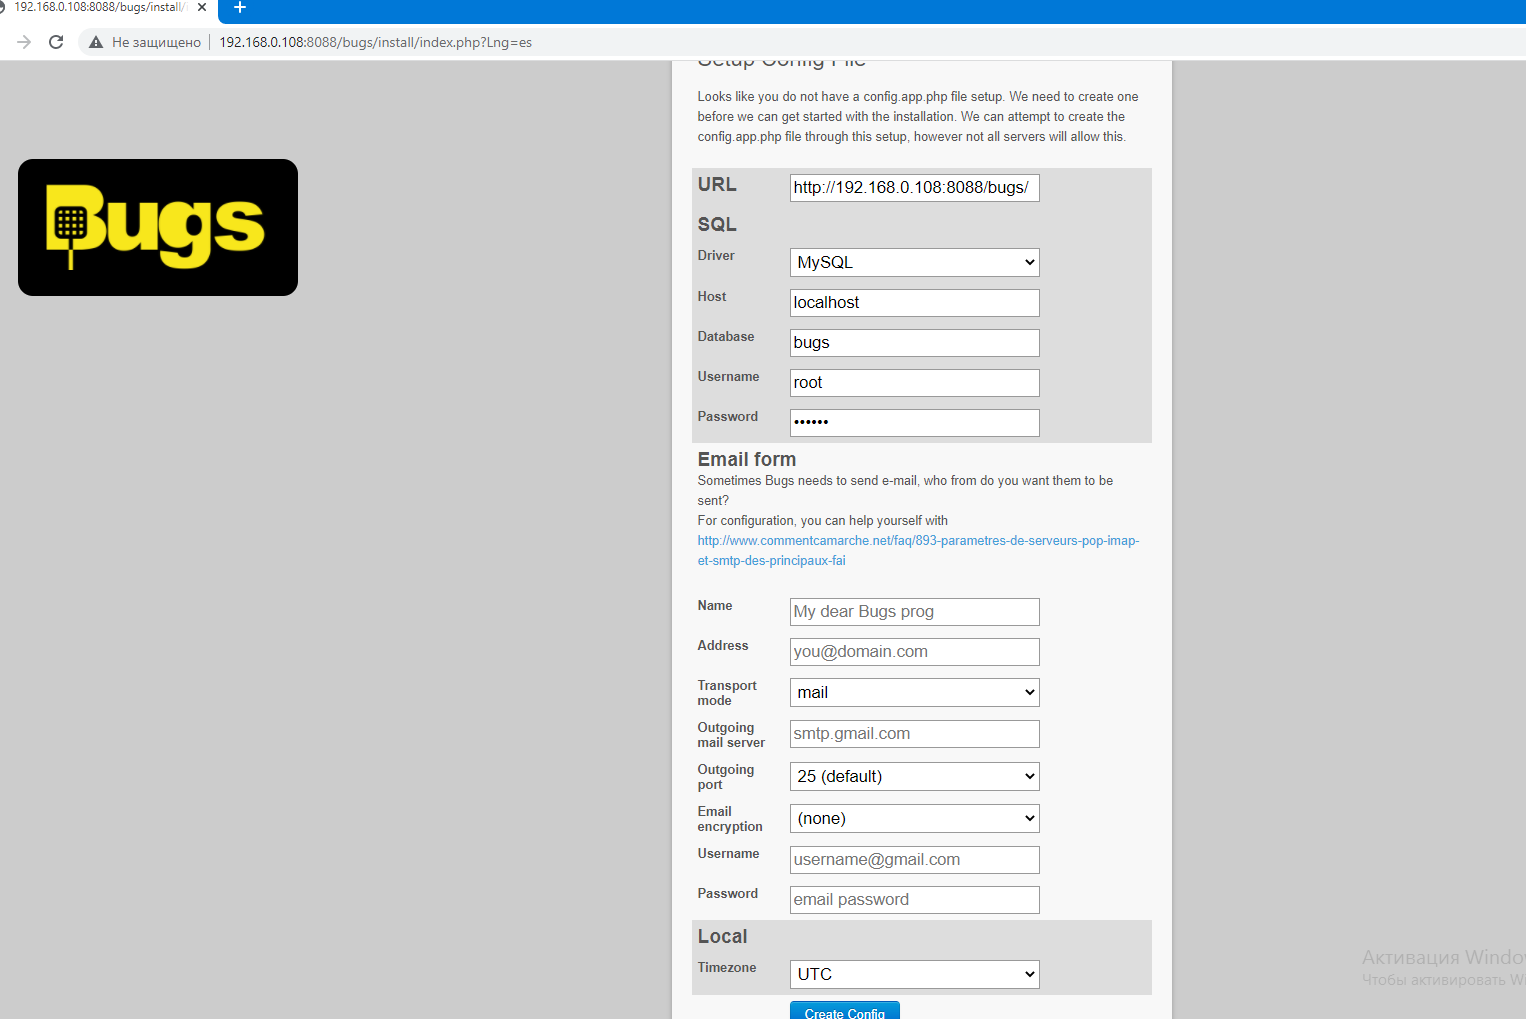 192.168.0.108:8088/bugs/install/
Не защищено
192.168.0.108:8088/bugs/install/index.php?Lng=es
Setup Config File
Looks like you do not have a config.app.php file setup. We need to create one
before we can get started with the installation. We can attempt to create the
config.app.php file through this setup, however not all servers will allow this.
Bugs
URL
http://192.168.0.108:8088/bugs/
SQL
Driver
MySQL
Host
localhost
Database
bugs
Username
root
Password
••••••
Email form
Sometimes Bugs needs to send e-mail, who from do you want them to be
sent?
For configuration, you can help yourself with
http://www.commentcamarche.net/faq/893-parametres-de-serveurs-pop-imap-
et-smtp-des-principaux-fai
Name
My dear Bugs prog
Address
you@domain.com
Transport
mode
mail
Outgoing
mail server
smtp.gmail.com
Outgoing
port
25 (default)
Email
encryption
(none)
Username
username@gmail.com
Password
email password
Local
Timezone
UTC
Create Config
Активация Windo
Чтобы активировать W